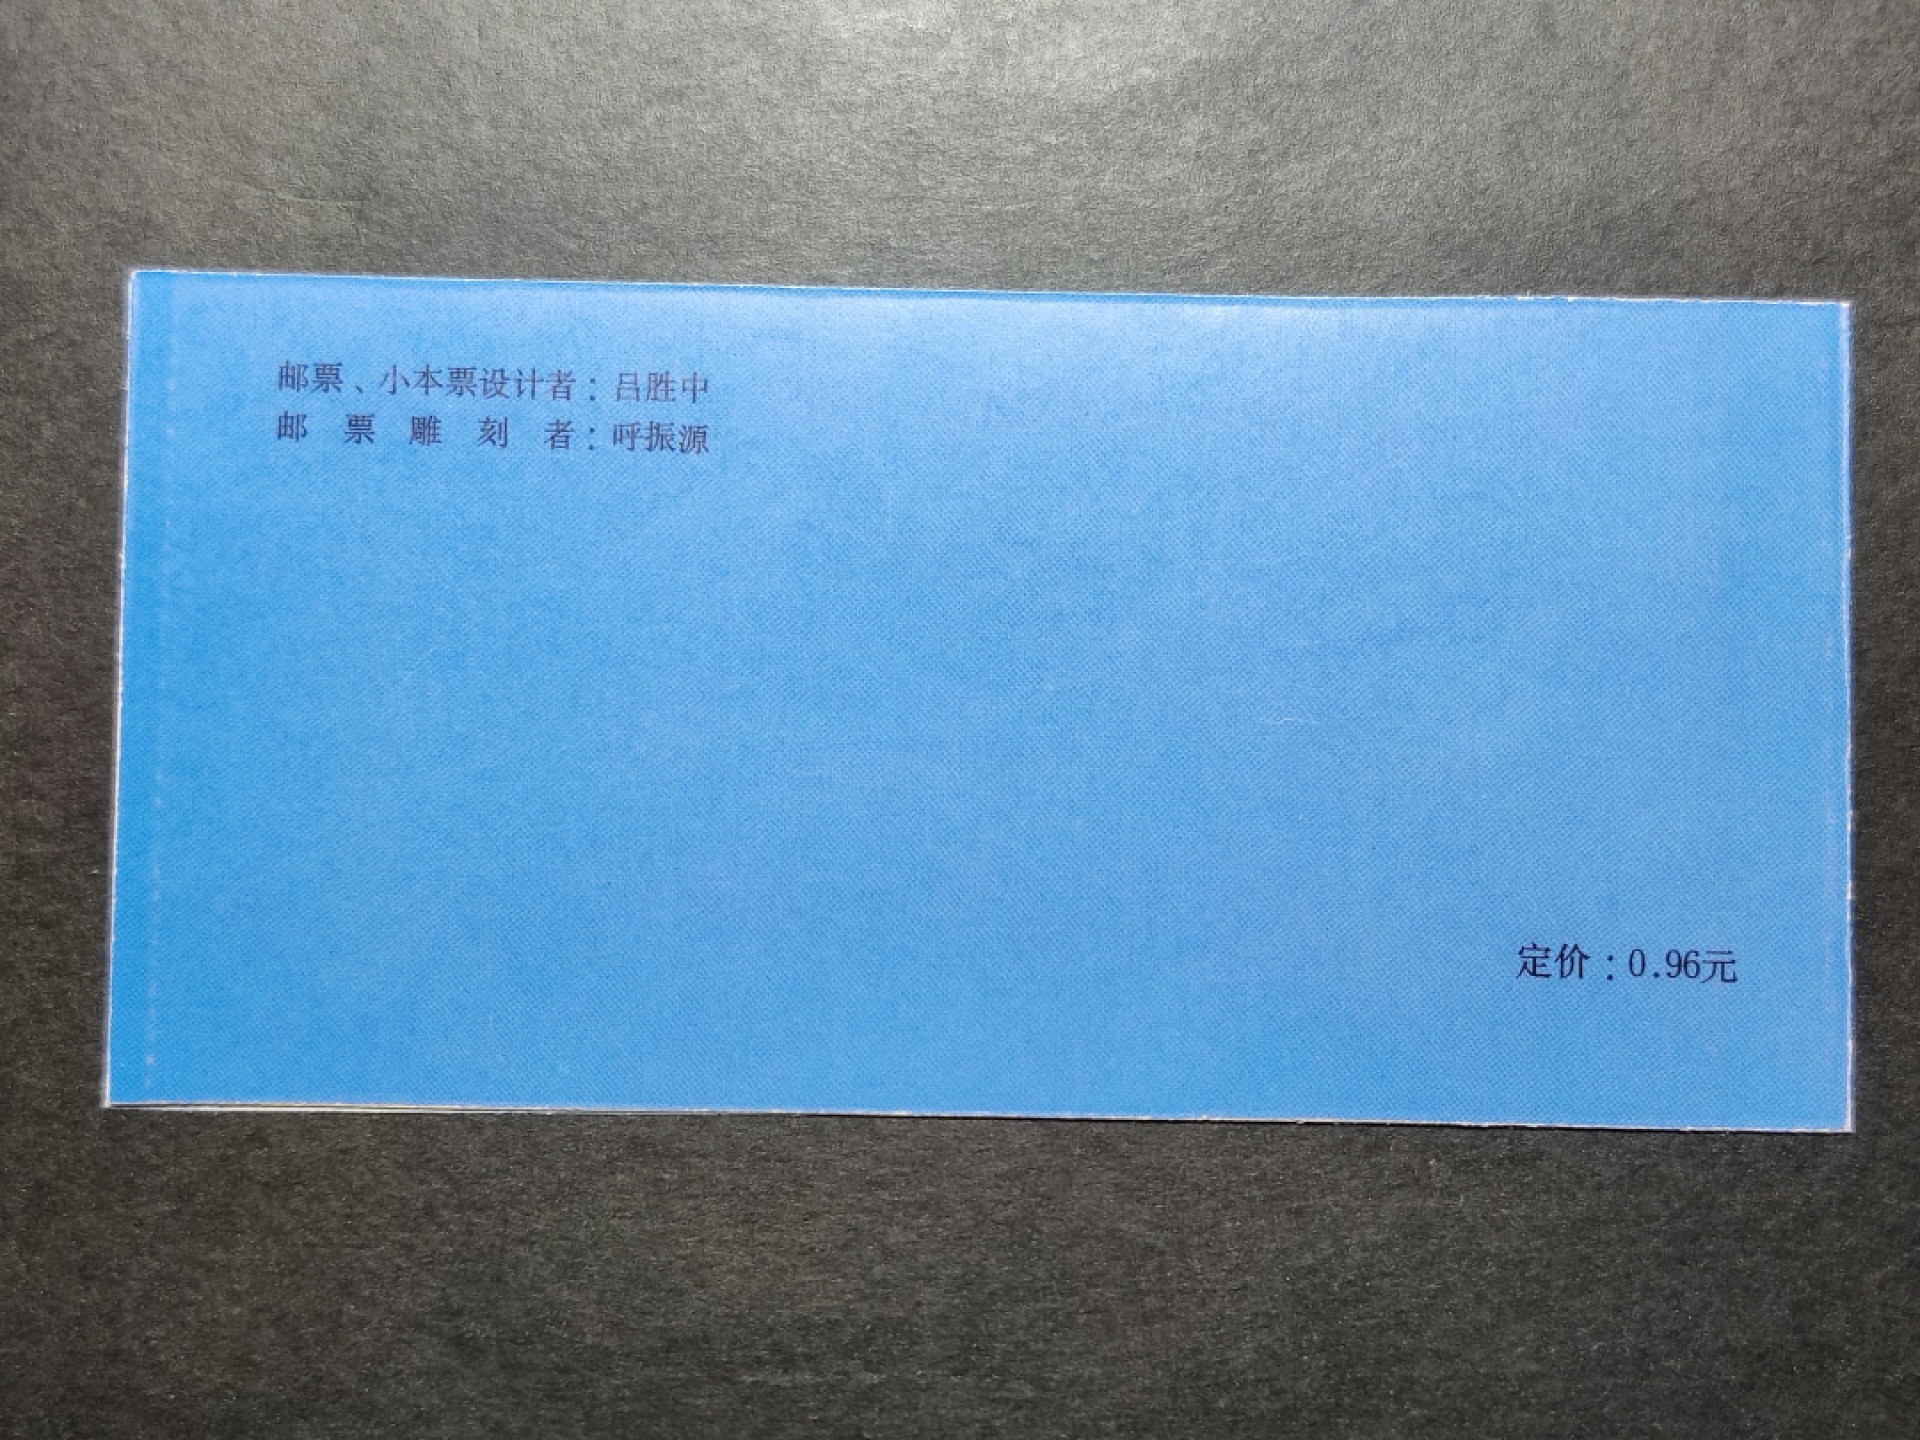 邮票、小本票设计者：吕胜中
邮票雕刻者：呼振源
定价：0.96元